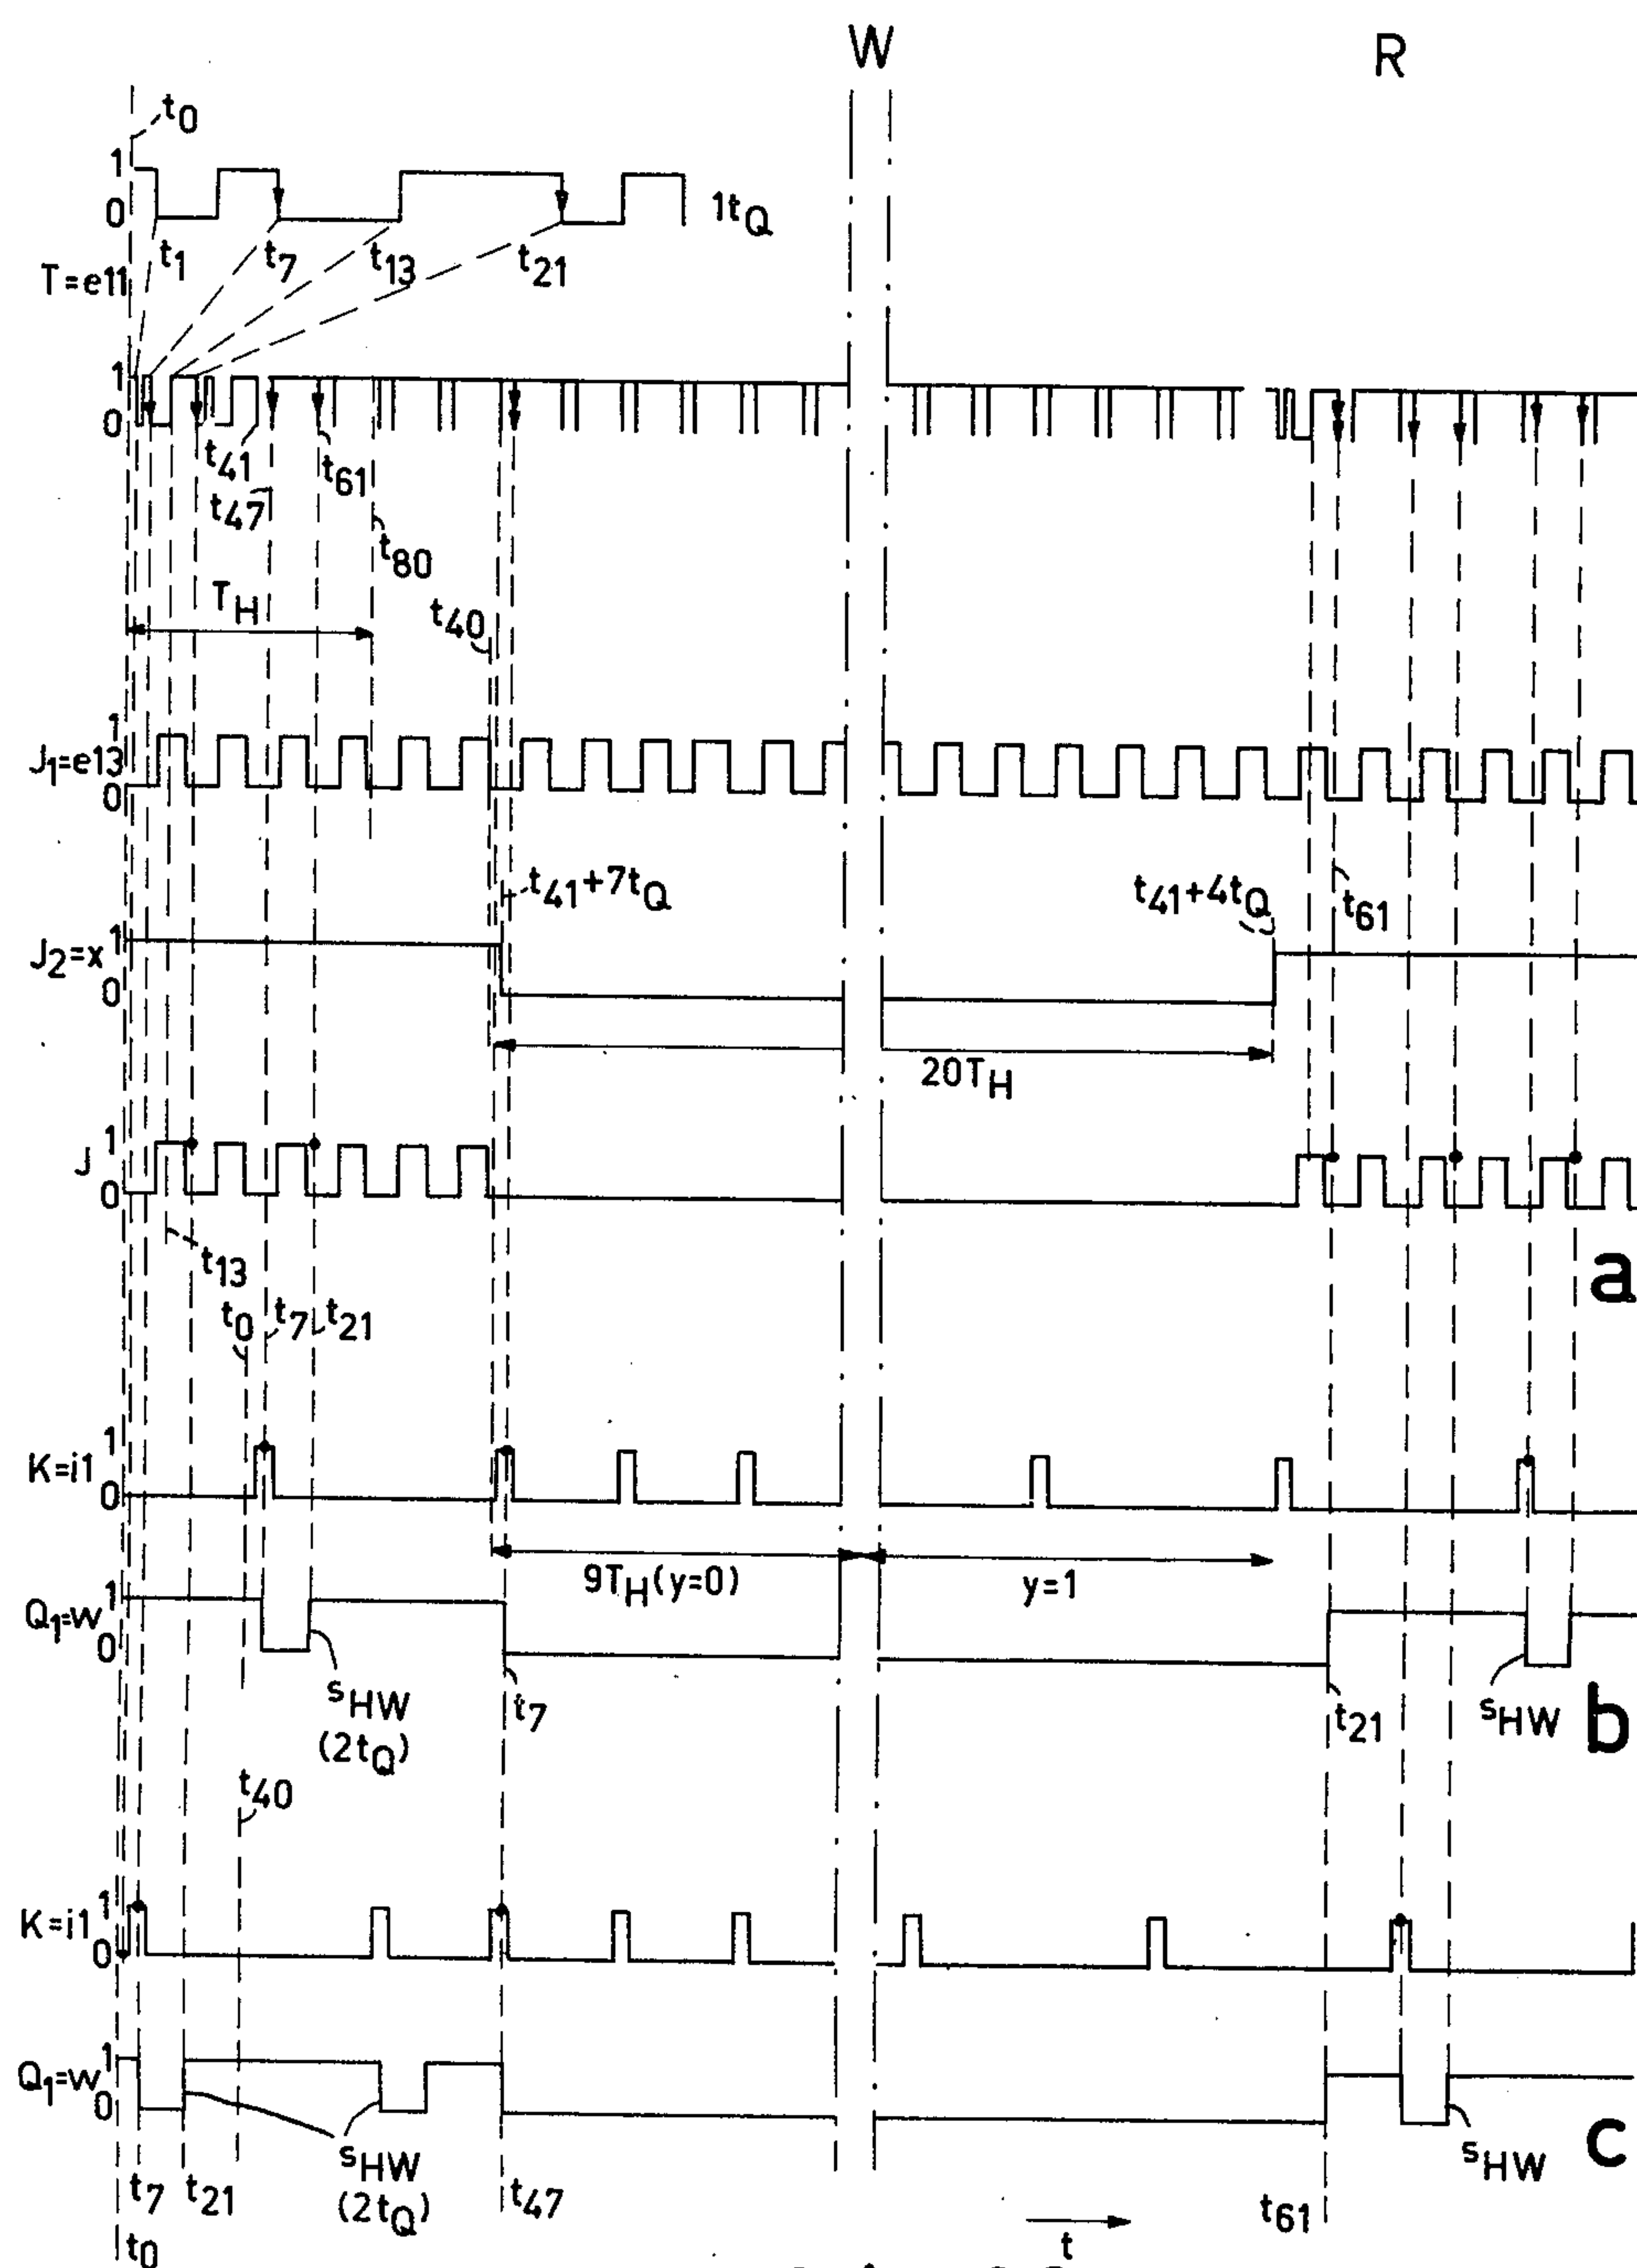 W
R
t0
1
0
1tQ
t1
t7
t13
t21
T=e11
1
0
t41
t61
t47
t80
TH
t40
1
J1=e13
0
t41+7tQ
t41+4tQ
t61
J2=x
1
0
20TH
J
1
0
t13
a
t0
t7
t21
K=i1
1
0
9TH(y=0)
y=1
Q1=w
1
0
sHW
(2tQ)
t7
t21
sHW
b
t40
K=i1
1
0
Q1=w
1
0
sHW
(2tQ)
sHW
c
t7
t21
t47
t61
t0
t